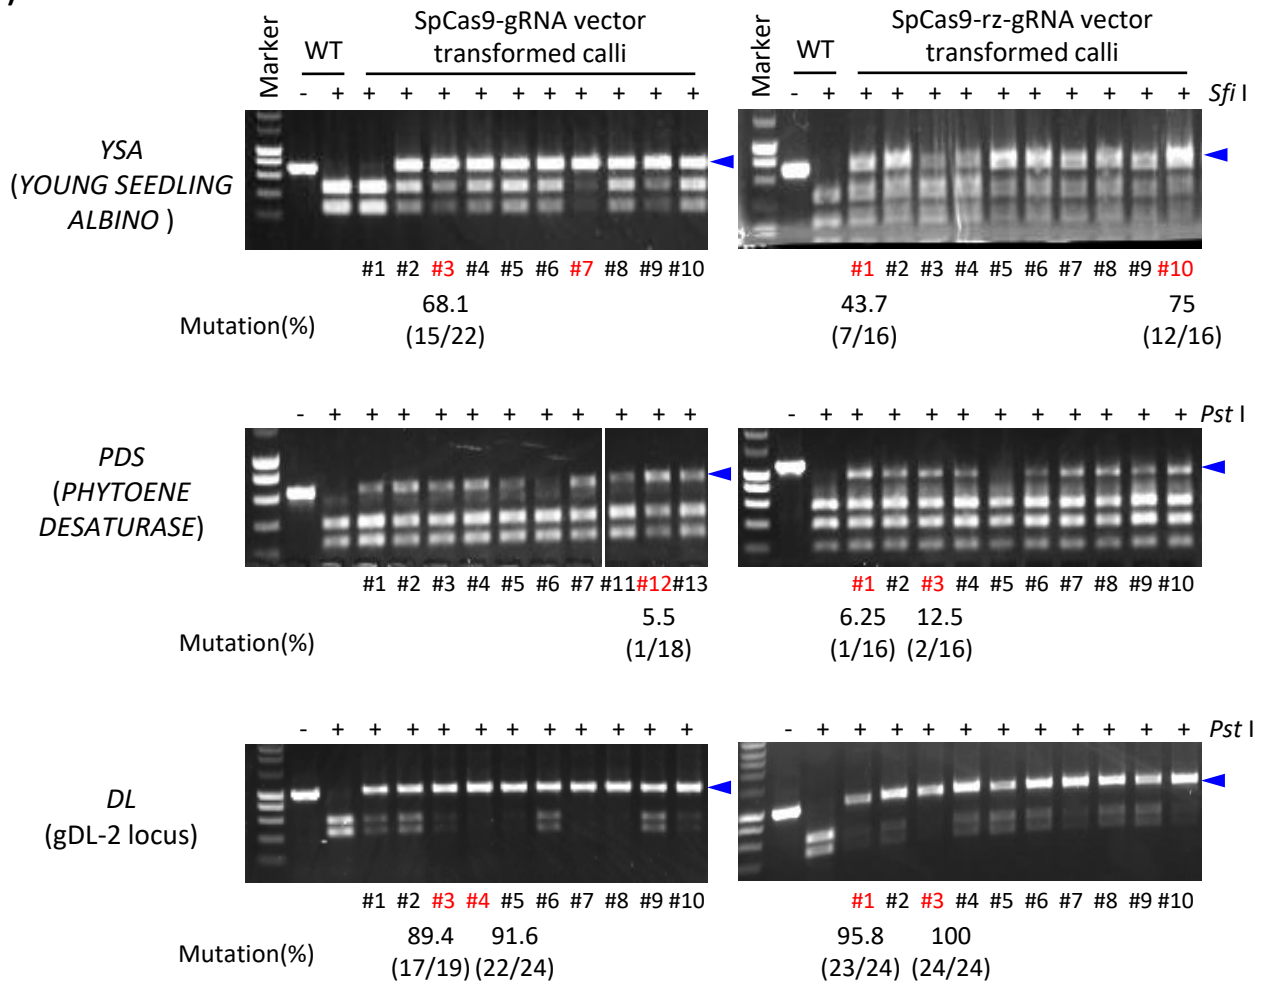 )
Marker
WT
SpCas9-gRNA vector
transformed calli
Marker
WT
SpCas9-rz-gRNA vector
transformed calli
- + + + + + + + + + + +
- + + + + + + + + + + + Sfi I
YSA
(YOUNG SEEDLING
ALBINO )
#1 #2 #3 #4 #5 #6 #7 #8 #9 #10
#1 #2 #3 #4 #5 #6 #7 #8 #9 #10
Mutation(%)
68.1
(15/22)
43.7
(7/16)
75
(12/16)
- + + + + + + + + + + +
- + + + + + + + + + + + Pst I
PDS
(PHYTOENE
DESATURASE)
#1 #2 #3 #4 #5 #6 #7 #11 #12 #13
#1 #2 #3 #4 #5 #6 #7 #8 #9 #10
Mutation(%)
5.5
(1/18)
6.25
(1/16)
12.5
(2/16)
- + + + + + + + + + + +
- + + + + + + + + + + + Pst I
DL
(gDL-2 locus)
#1 #2 #3 #4 #5 #6 #7 #8 #9 #10
#1 #2 #3 #4 #5 #6 #7 #8 #9 #10
Mutation(%)
89.4
(17/19)
91.6
(22/24)
95.8
(23/24)
100
(24/24)